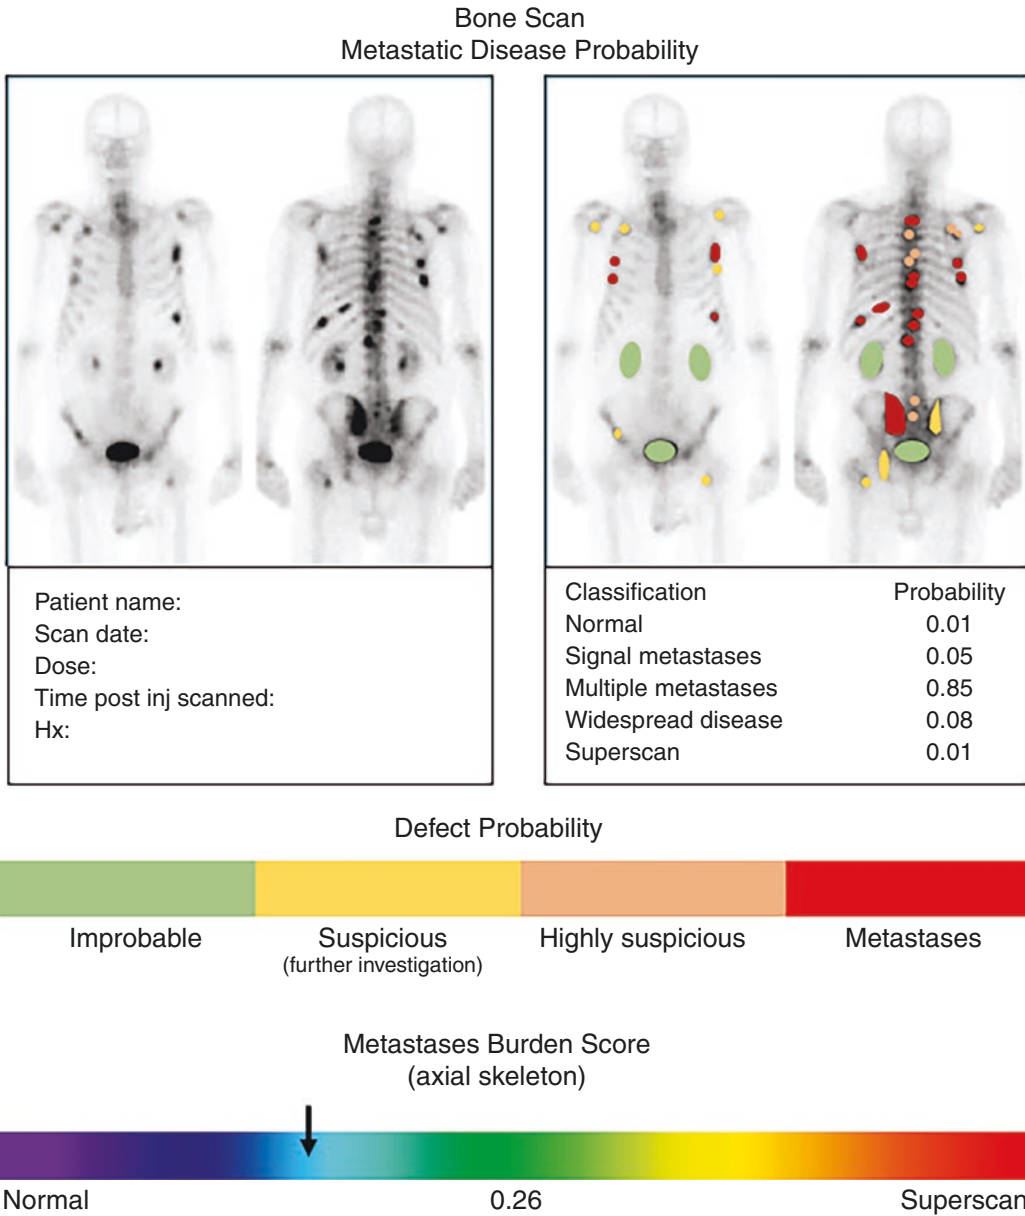 Bone Scan
Metastatic Disease Probability
Patient name:
Scan date:
Dose:
Time post inj scanned:
Hx:
Classification Probability
Normal 0.01
Signal metastases 0.05
Multiple metastases 0.85
Widespread disease 0.08
Superscan 0.01
Defect Probability
Improbable Suspicious Highly suspicious Metastases
(further investigation)
Metastases Burden Score
(axial skeleton)
Normal 0.26 Superscan